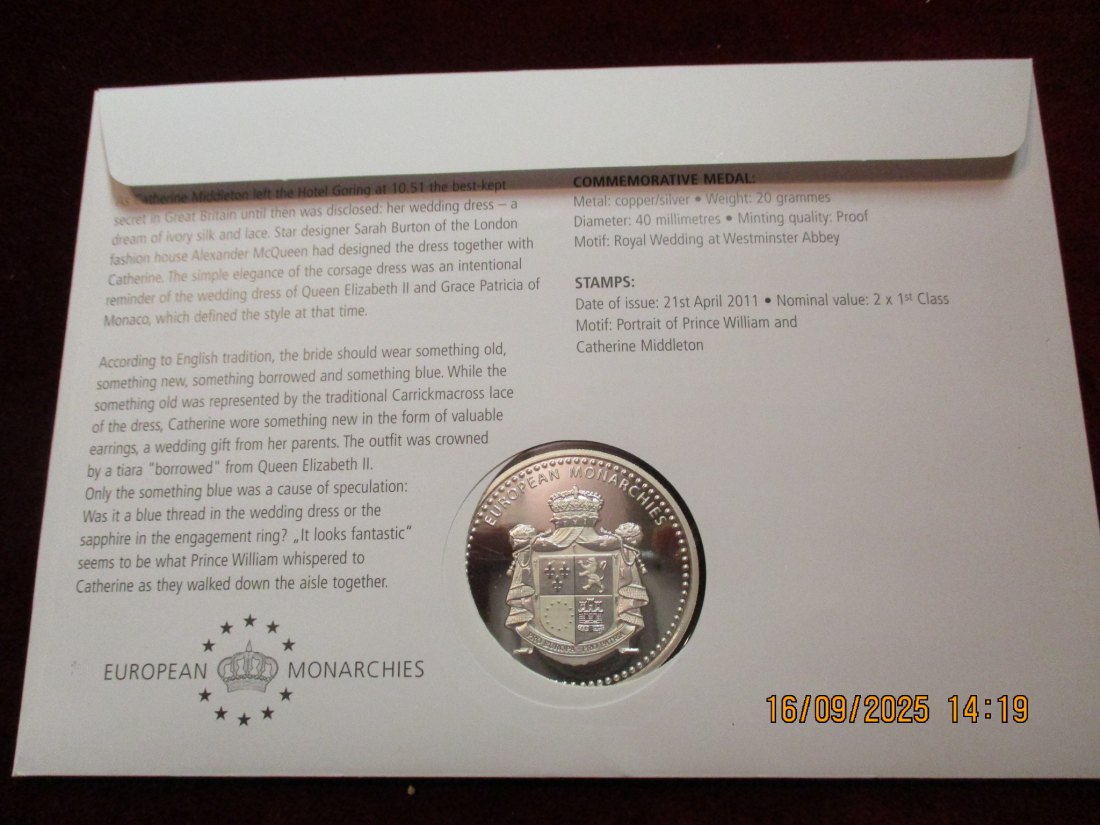 As Catherine Middleton left the Hotel Goring at 10.51 the best-kept
secret in Great Britain until then was disclosed: her wedding dress – a
dream of ivory silk and lace. Star designer Sarah Burton of the London
fashion house Alexander McQueen had designed the dress together with
Catherine. The simple elegance of the corsage dress was an intentional
reminder of the wedding dress of Queen Elizabeth II and Grace Patricia of
Monaco, which defined the style at that time.
According to English tradition, the bride should wear something old,
something new, something borrowed and something blue. While the
something old was represented by the traditional Carrickmacross lace
of the dress, Catherine wore something new in the form of valuable
earrings, a wedding gift from her parents. The outfit was crowned
by a tiara "borrowed" from Queen Elizabeth II.
Only the something blue was a cause of speculation:
Was it a blue thread in the wedding dress or the
sapphire in the engagement ring? „It looks fantastic“
seems to be what Prince William whispered to
Catherine as they walked down the aisle together.
EUROPEAN MONARCHIES
COMMEMORATIVE MEDAL:
Metal: copper/silver • Weight: 20 grammes
Diameter: 40 millimetres • Minting quality: Proof
Motif: Royal Wedding at Westminster Abbey
STAMPS:
Date of issue: 21st April 2011 • Nominal value: 2 x 1st Class
Motif: Portrait of Prince William and
Catherine Middleton
EUROPEAN MONARCHIES
PRO EUROPA
16/09/2025 14:19